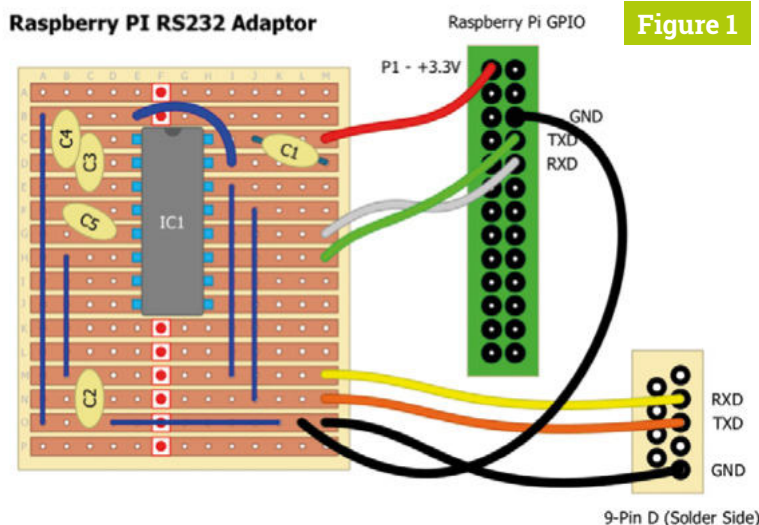 Raspberry PI RS232 Adaptor
Raspberry Pi GPIO
Figure 1
P1 - +3.3V
A B C D E F G H I J K L M
A
B
C
D
E
F
G
H
I
J
K
L
M
N
O
P
C4
C3
C1
C5
IC1
C2
GND
TXD
RXD
RXD
TXD
GND
9-Pin D (Solder Side)